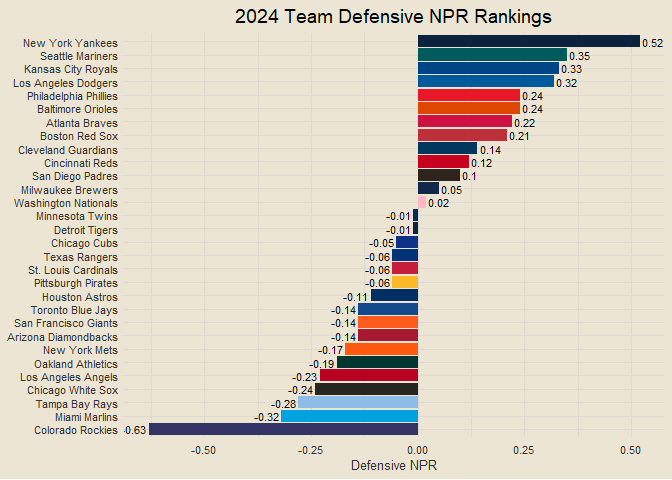 2024 Team Defensive NPR Rankings
New York Yankees 0.52
Seattle Mariners 0.35
Kansas City Royals 0.33
Los Angeles Dodgers 0.32
Philadelphia Phillies 0.24
Baltimore Orioles 0.24
Atlanta Braves 0.22
Boston Red Sox 0.21
Cleveland Guardians 0.14
Cincinnati Reds 0.12
San Diego Padres 0.1
Milwaukee Brewers 0.05
Washington Nationals 0.02
Minnesota Twins -0.01
Detroit Tigers -0.01
Chicago Cubs -0.05
Texas Rangers -0.06
St. Louis Cardinals -0.06
Pittsburgh Pirates -0.06
Houston Astros -0.11
Toronto Blue Jays -0.14
San Francisco Giants -0.14
Arizona Diamondbacks -0.14
New York Mets -0.17
Oakland Athletics -0.19
Los Angeles Angels -0.23
Chicago White Sox -0.24
Tampa Bay Rays -0.28
Miami Marlins -0.32
Colorado Rockies 0.63
-0.50 -0.25 0.00 0.25 0.50
Defensive NPR